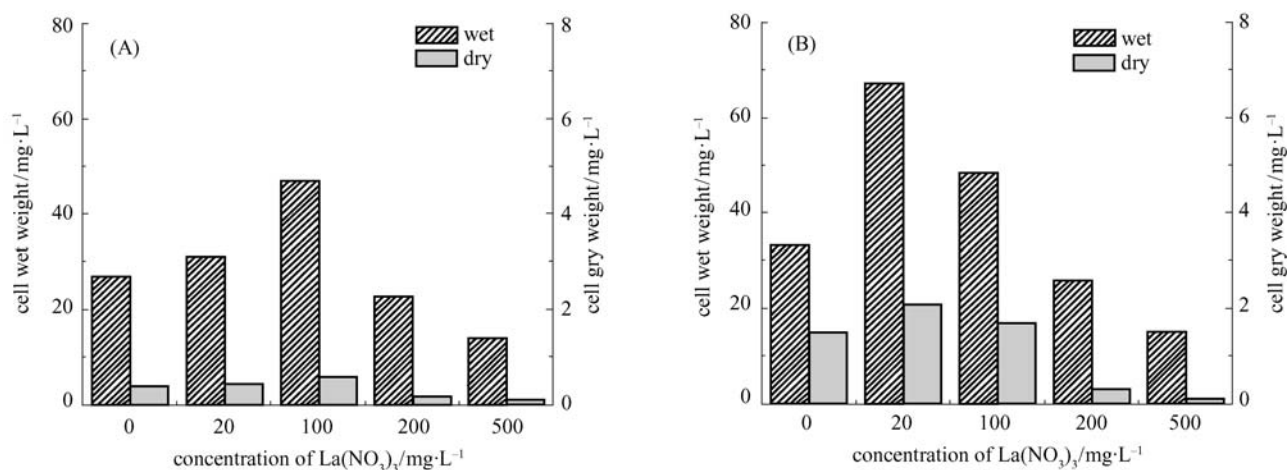 (A)
wet
dry
80
60
40
20
0
8
6
4
2
0
cell wet weight/mg·L⁻¹
cell gry weight/mg·L⁻¹
0 20 100 200 500
concentration of La(NO₃)₃/mg·L⁻¹
(B)
wet
dry
80
60
40
20
0
8
6
4
2
0
cell wet weight/mg·L⁻¹
cell gry weight/mg·L⁻¹
0 20 100 200 500
concentration of La(NO₃)₃/mg·L⁻¹